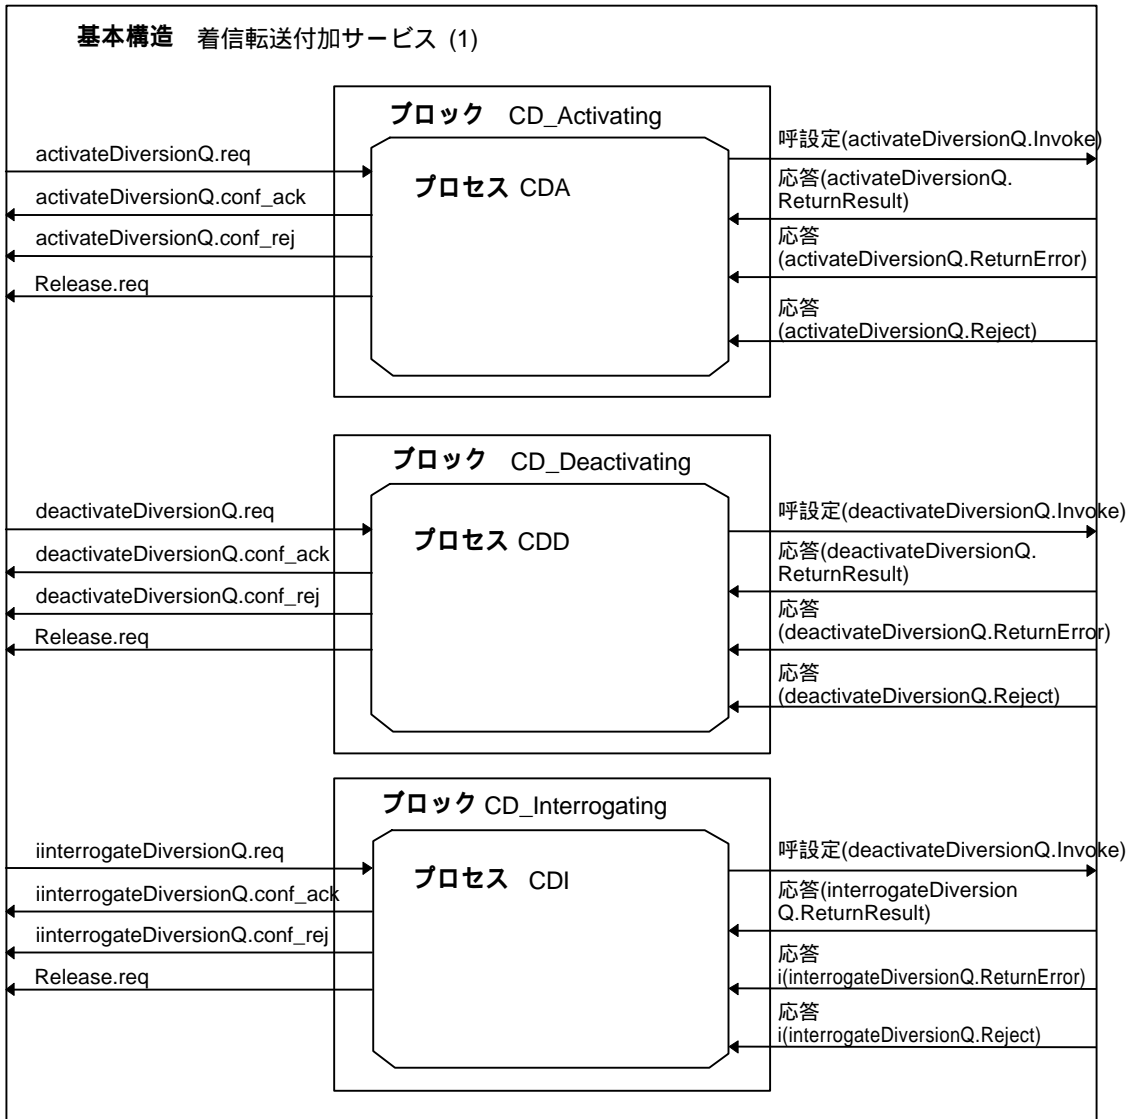 基本構造 着信転送付加サービス (1)
ブロック CD_Activating
プロセス CDA
activateDiversionQ.req
activateDiversionQ.conf_ack
activateDiversionQ.conf_rej
Release.req
呼設定(activateDiversionQ.Invoke)
応答(activateDiversionQ.
ReturnResult)
応答
(activateDiversionQ.ReturnError)
応答
(activateDiversionQ.Reject)
ブロック CD_Deactivating
プロセス CDD
deactivateDiversionQ.req
deactivateDiversionQ.conf_ack
deactivateDiversionQ.conf_rej
Release.req
呼設定(deactivateDiversionQ.Invoke)
応答(deactivateDiversionQ.
ReturnResult)
応答
(deactivateDiversionQ.ReturnError)
応答
(deactivateDiversionQ.Reject)
ブロック CD_Interrogating
プロセス CDI
iinterrogateDiversionQ.req
iinterrogateDiversionQ.conf_ack
iinterrogateDiversionQ.conf_rej
Release.req
呼設定(deactivateDiversionQ.Invoke)
応答(interrogateDiversion
Q.ReturnResult)
応答
i(interrogateDiversionQ.ReturnError)
応答
i(interrogateDiversionQ.Reject)